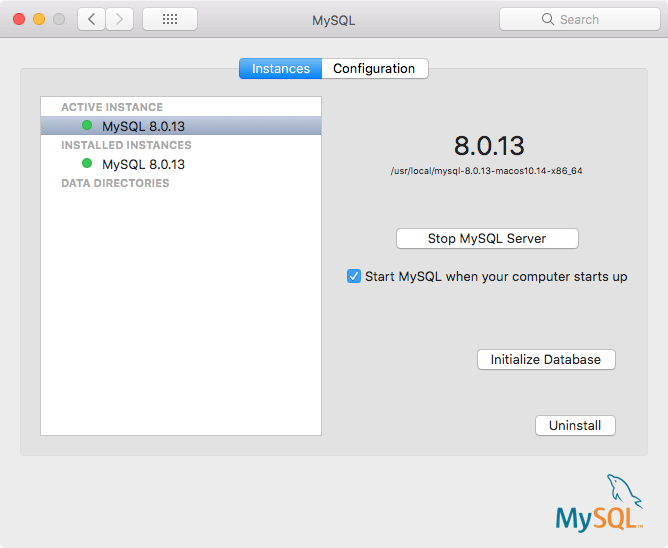 MySQL
Search
Instances
Configuration
ACTIVE INSTANCE
MySQL 8.0.13
INSTALLED INSTANCES
MySQL 8.0.13
DATA DIRECTORIES
8.0.13
/usr/local/mysql-8.0.13-macos10.14-x86_64
Stop MySQL Server
Start MySQL when your computer starts up
Initialize Database
Uninstall
MySQL™